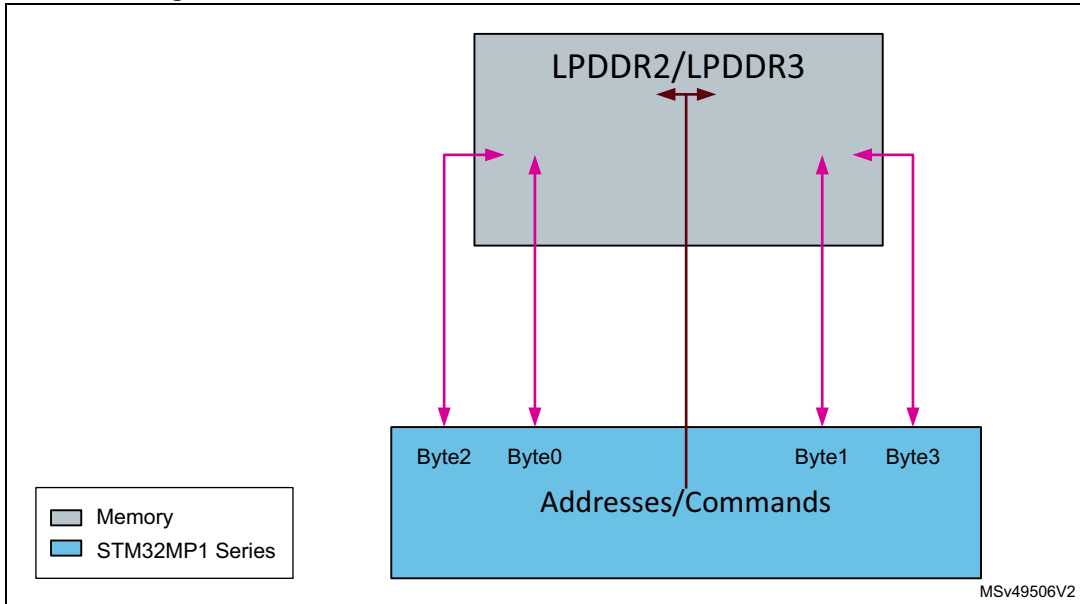 LPDDR2/LPDDR3
Byte2 Byte0 Byte1 Byte3
Addresses/Commands
Memory
STM32MP1 Series
MSv49506V2